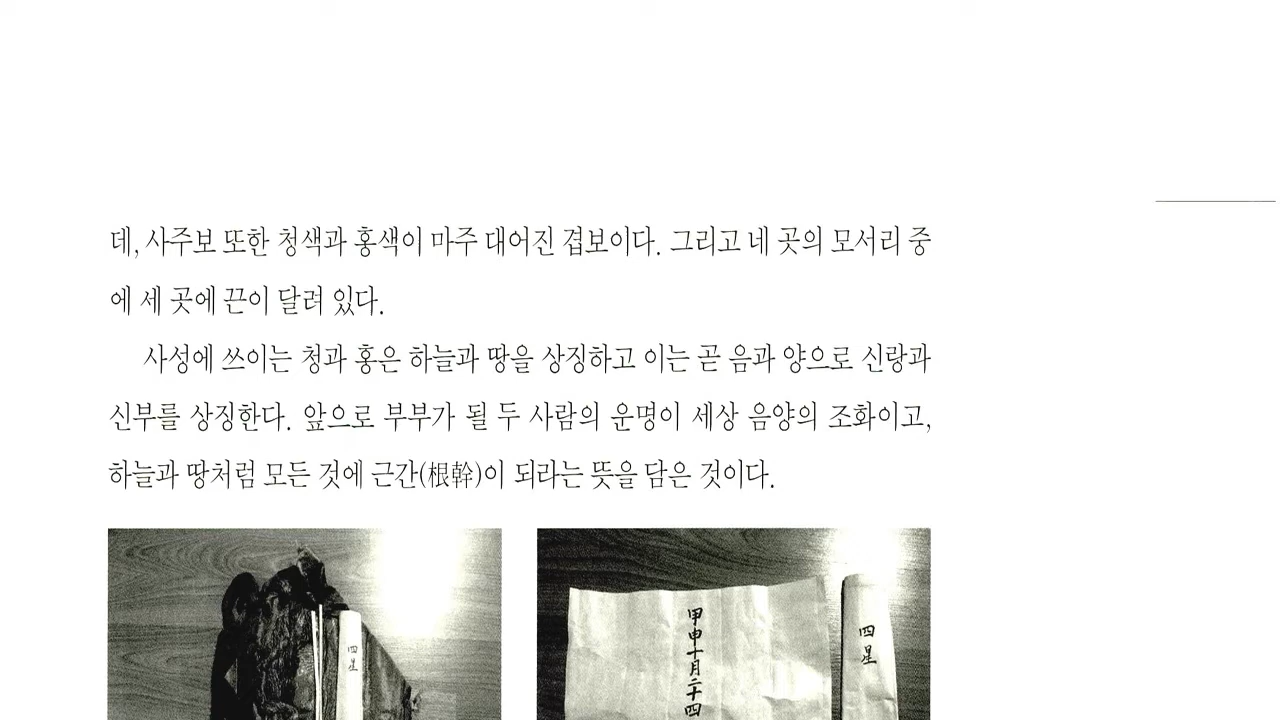 데, 사주보 또한 청색과 홍색이 마주 대어진 겹보이다. 그리고 네 곳의 모서리 중
에 세 곳에 끈이 달려 있다.
사성에 쓰이는 청과 홍은 하늘과 땅을 상징하고 이는 곧 음과 양으로 신랑과
신부를 상징한다. 앞으로 부부가 될 두 사람의 운명이 세상 음양의 조화이고,
하늘과 땅처럼 모든 것에 근간(根幹)이 되라는 뜻을 담은 것이다.
四星
甲申十月二十四
四星